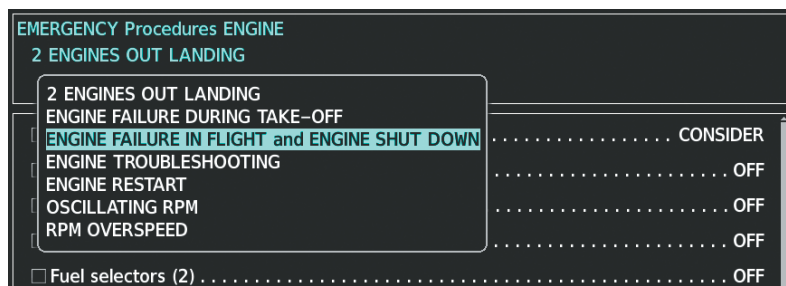 EMERGENCY Procedures ENGINE
2 ENGINES OUT LANDING
2 ENGINES OUT LANDING
ENGINE FAILURE DURING TAKE–OFF
ENGINE FAILURE IN FLIGHT and ENGINE SHUT DOWN . . . . . . . . . . . . . . . . . CONSIDER
ENGINE TROUBLESHOOTING . . . . . . . . . . . . . . . . . . . . . . OFF
ENGINE RESTART
OSCILLATING RPM . . . . . . . . . . . . . . . . . . . . . . OFF
RPM OVERSPEED . . . . . . . . . . . . . . . . . . . . . . OFF
☐ Fuel selectors (2) . . . . . . . . . . . . . . . . . . . . . . . . . . . . . . . . . . . . . . . . . . . . . . . . . OFF